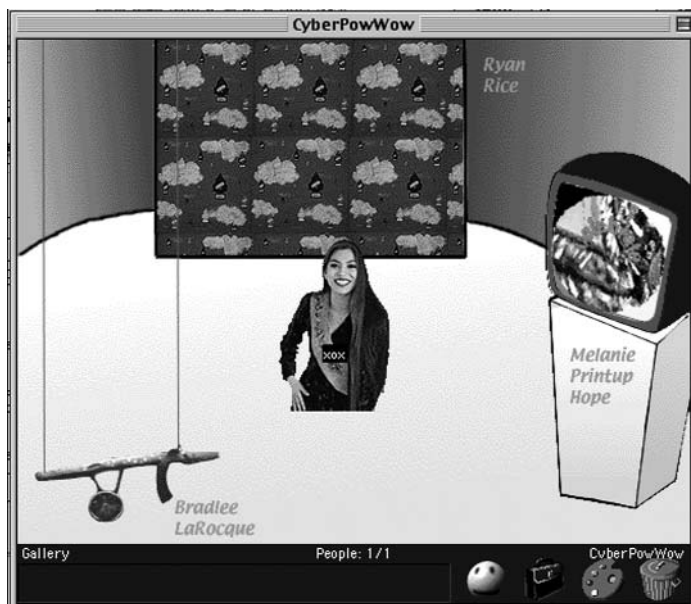 CyberPowWow
Ryan
Rice
xox
Melanie
Printup
Hope
Bradlee
LaRocque
Gallery People: 1/1 CyberPowWow